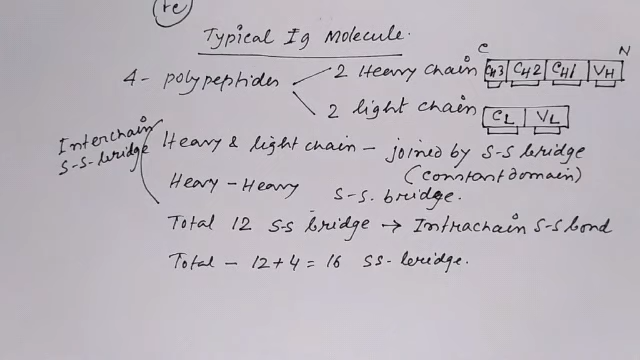 re
Typical Ig Molecule.
C N
4- polypeptides 2 Heavy chain CH3 CH2 CH1 VH
2 light chain CL VL
Interchain S-S-bridge
Heavy & light chain - joined by S-S bridge
(constant domain)
Heavy - Heavy S-S. bridge.
Total 12 S-S bridge → Intrachain S-S bond
Total - 12+4 = 16 SS-bridge.